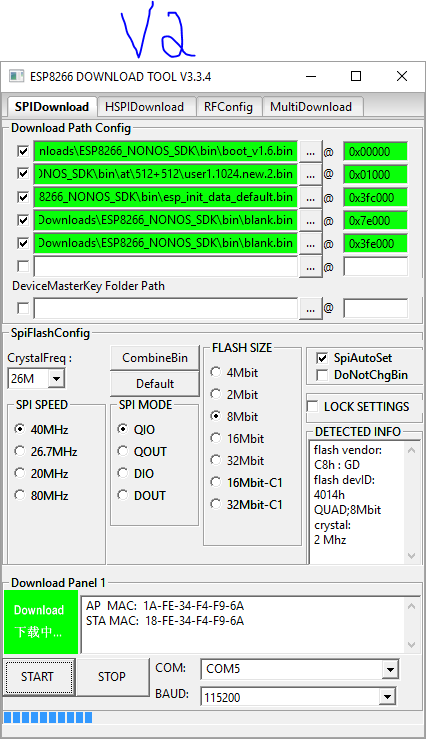 V2
ESP8266 DOWNLOAD TOOL V3.3.4
SPIDownload HSPIDownload RFConfig MultiDownload
Download Path Config
nloads\ESP8266_NONOS_SDK\bin\boot_v1.6.bin ... @ 0x00000
ONOS_SDK\bin\at\512+512\user1.1024.new.2.bin ... @ 0x01000
8266_NONOS_SDK\bin\esp_init_data_default.bin ... @ 0x3fc000
Downloads\ESP8266_NONOS_SDK\bin\blank.bin ... @ 0x7e000
Downloads\ESP8266_NONOS_SDK\bin\blank.bin ... @ 0x3fe000
... @
DeviceMasterKey Folder Path
... @
SpiFlashConfig
CrystalFreq :
26M
CombineBin
Default
SPI SPEED
40MHz
26.7MHz
20MHz
80MHz
SPI MODE
QIO
QOUT
DIO
DOUT
FLASH SIZE
4Mbit
2Mbit
8Mbit
16Mbit
32Mbit
16Mbit-C1
32Mbit-C1
SpiAutoSet
DoNotChgBin
LOCK SETTINGS
DETECTED INFO
flash vendor:
C8h : GD
flash devID:
4014h
QUAD;8Mbit
crystal:
2 Mhz
Download Panel 1
Download
下载中...
AP MAC: 1A-FE-34-F4-F9-6A
STA MAC: 18-FE-34-F4-F9-6A
START STOP
COM: COM5
BAUD: 115200